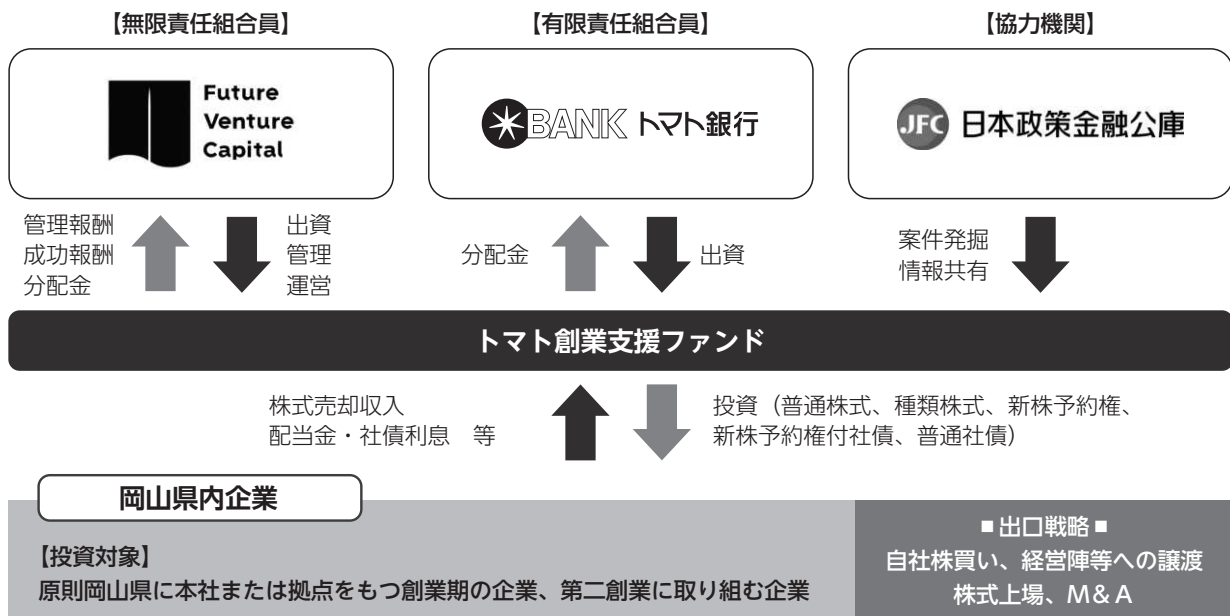 【無限責任組合員】
Future
Venture
Capital
管理報酬
成功報酬
分配金
出資
管理
運営
【有限責任組合員】
BANK トマト銀行
分配金
出資
【協力機関】
JFC 日本政策金融公庫
案件発掘
情報共有
トマト創業支援ファンド
株式売却収入
配当金・社債利息 等
投資（普通株式、種類株式、新株予約権、
新株予約権付社債、普通社債）
岡山県内企業
【投資対象】
原則岡山県に本社または拠点をもつ創業期の企業、第二創業に取り組む企業
■出口戦略■
自社株買い、経営陣等への譲渡
株式上場、M&A